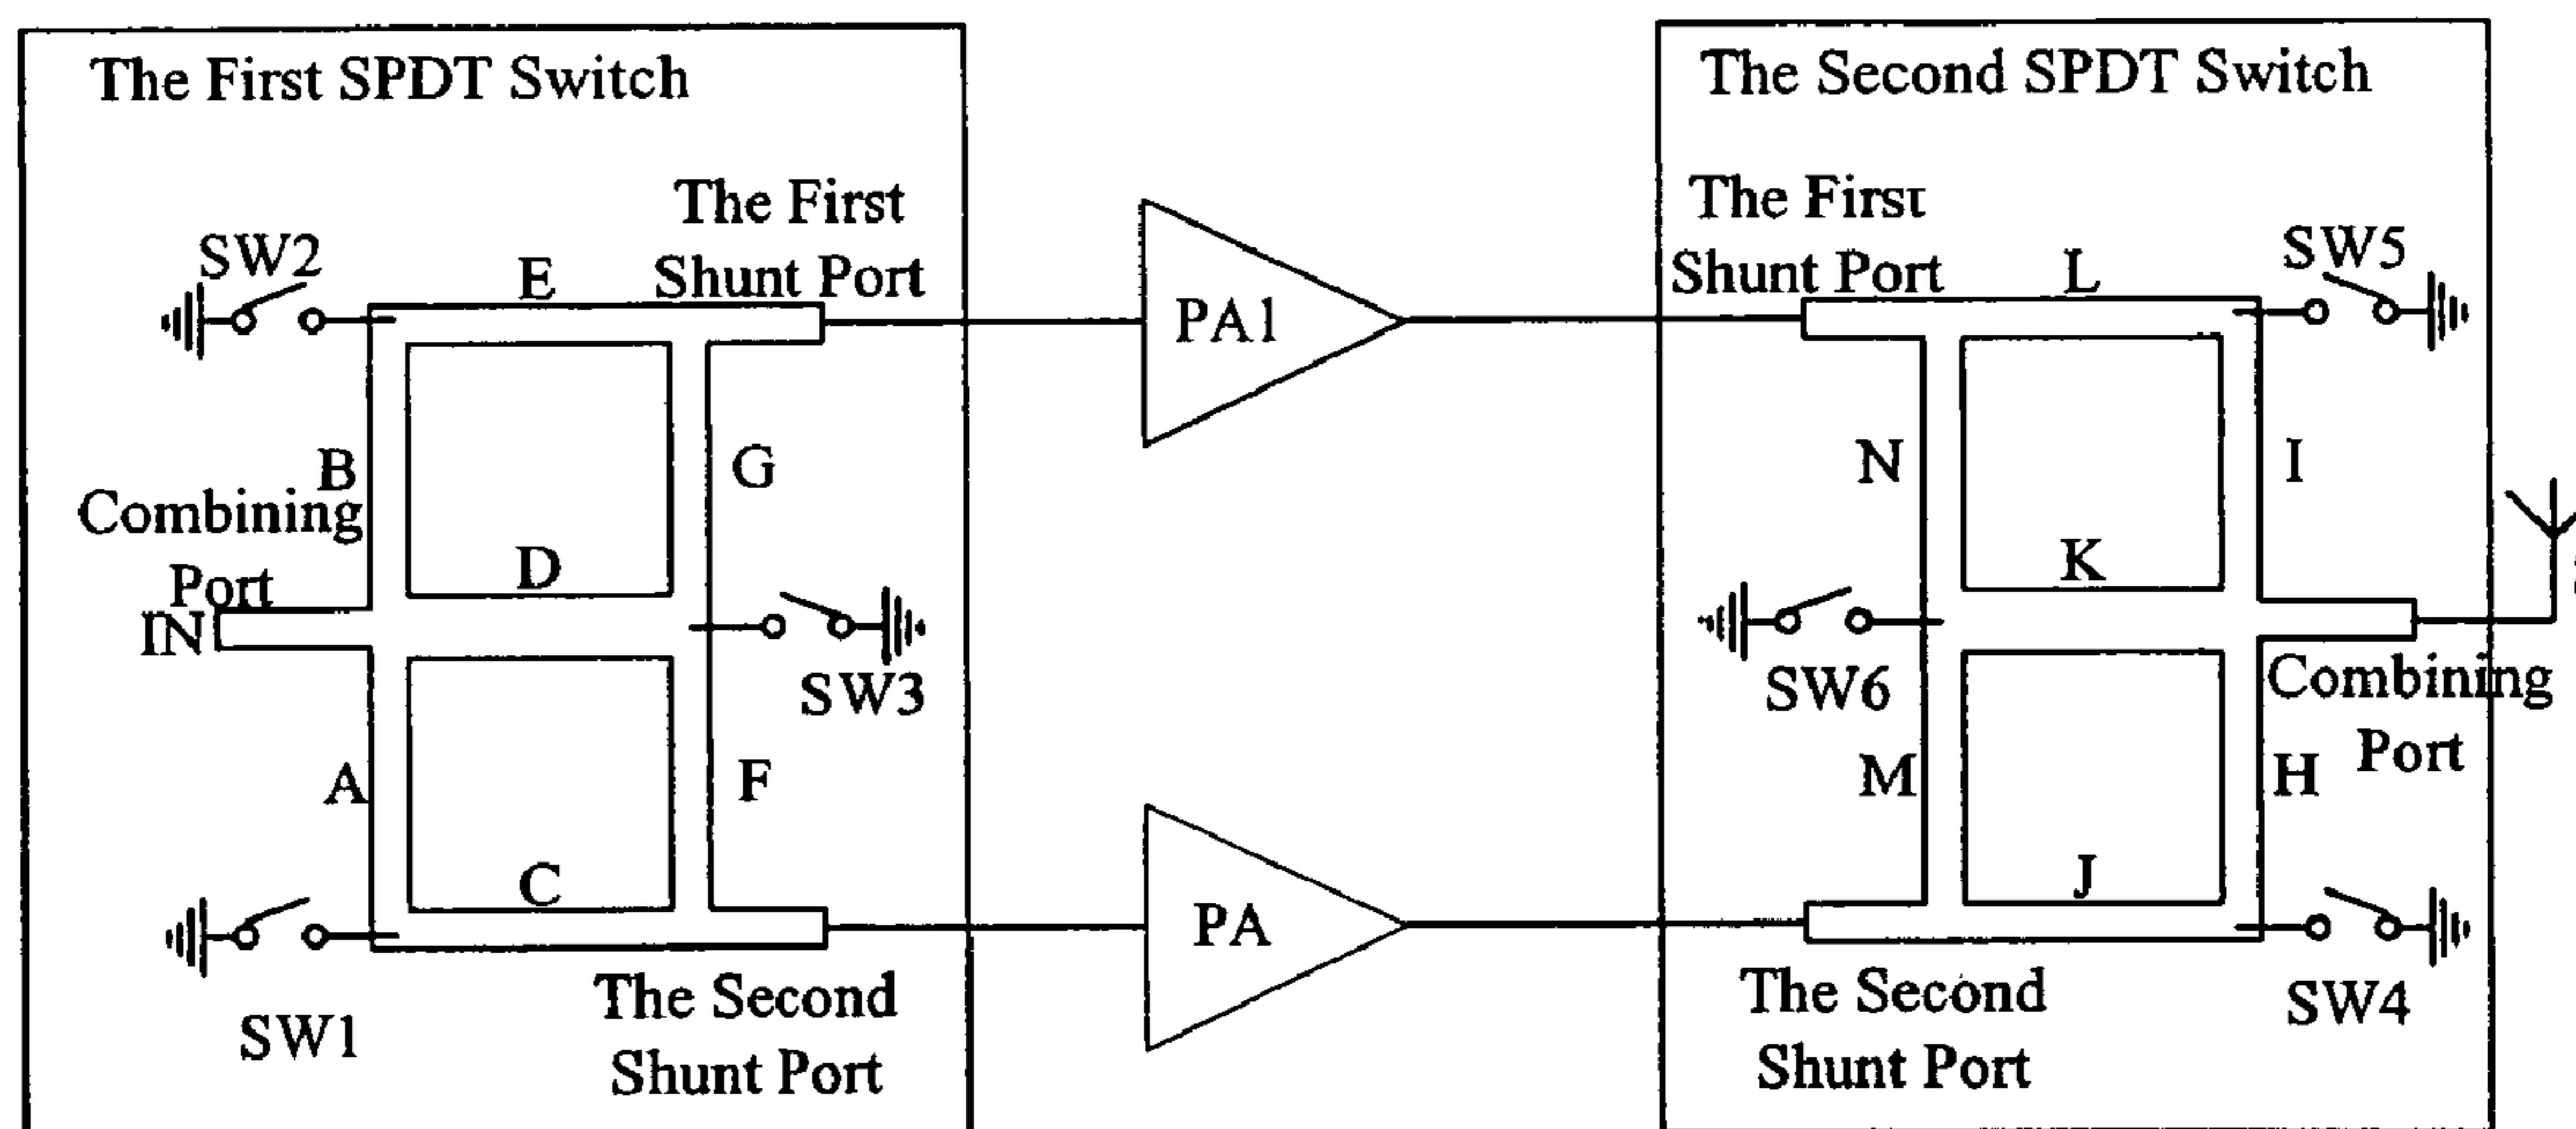 The First SPDT Switch
The Second SPDT Switch
The First
Shunt Port
The First
Shunt Port
SW2
E
L
SW5
PA1
B
G
N
I
Combining
Port
D
K
IN
SW3
SW6
Combining
Port
A
F
M
H
C
J
PA
SW1
The Second
Shunt Port
The Second
Shunt Port
SW4